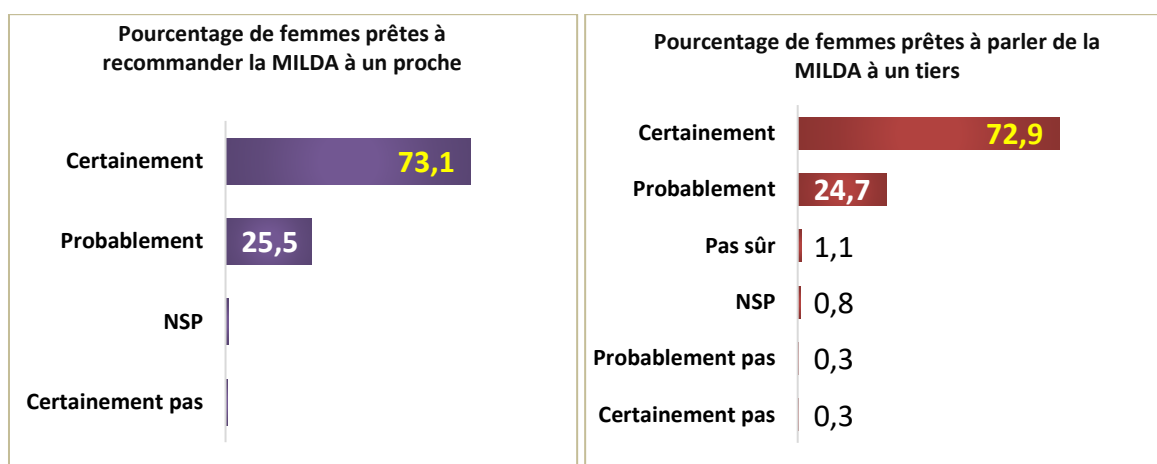 Pourcentage de femmes prêtes à
recommander la MILDA à un proche
Certainement 73,1
Probablement 25,5
NSP
Certainement pas
Pourcentage de femmes prêtes à parler de la
MILDA à un tiers
Certainement 72,9
Probablement 24,7
Pas sûr 1,1
NSP 0,8
Probablement pas 0,3
Certainement pas 0,3